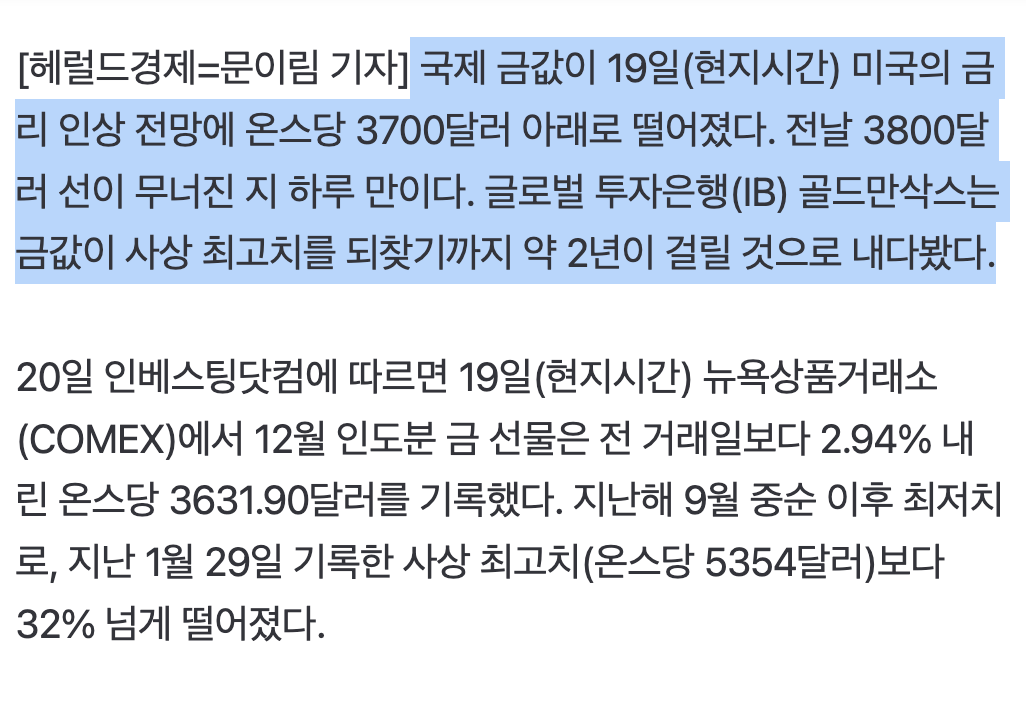 [헤럴드경제=문이림 기자] 국제 금값이 19일(현지시간) 미국의 금
리 인상 전망에 온스당 3700달러 아래로 떨어졌다. 전날 3800달
러 선이 무너진 지 하루 만이다. 글로벌 투자은행(IB) 골드만삭스는
금값이 사상 최고치를 되찾기까지 약 2년이 걸릴 것으로 내다봤다.
20일 인베스팅닷컴에 따르면 19일(현지시간) 뉴욕상품거래소
(COMEX)에서 12월 인도분 금 선물은 전 거래일보다 2.94% 내
린 온스당 3631.90달러를 기록했다. 지난해 9월 중순 이후 최저치
로, 지난 1월 29일 기록한 사상 최고치(온스당 5354달러)보다
32% 넘게 떨어졌다.